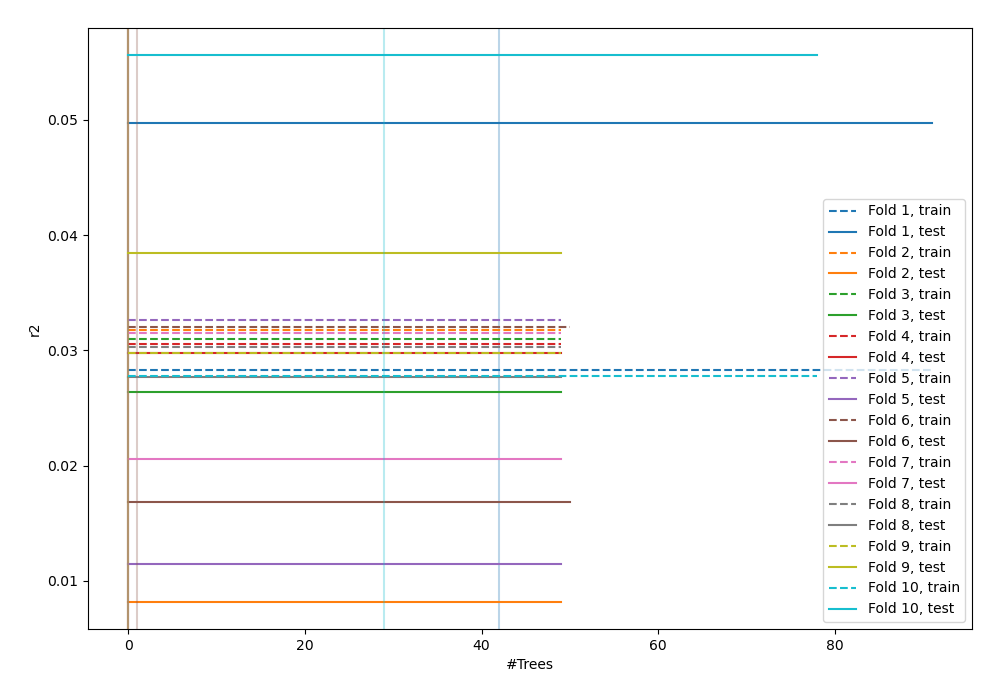 0.05
0.04
0.03
0.02
0.01
r2
0
20
40
60
80
#Trees
Fold 1, train
Fold 1, test
Fold 2, train
Fold 2, test
Fold 3, train
Fold 3, test
Fold 4, train
Fold 4, test
Fold 5, train
Fold 5, test
Fold 6, train
Fold 6, test
Fold 7, train
Fold 7, test
Fold 8, train
Fold 8, test
Fold 9, train
Fold 9, test
Fold 10, train
Fold 10, test